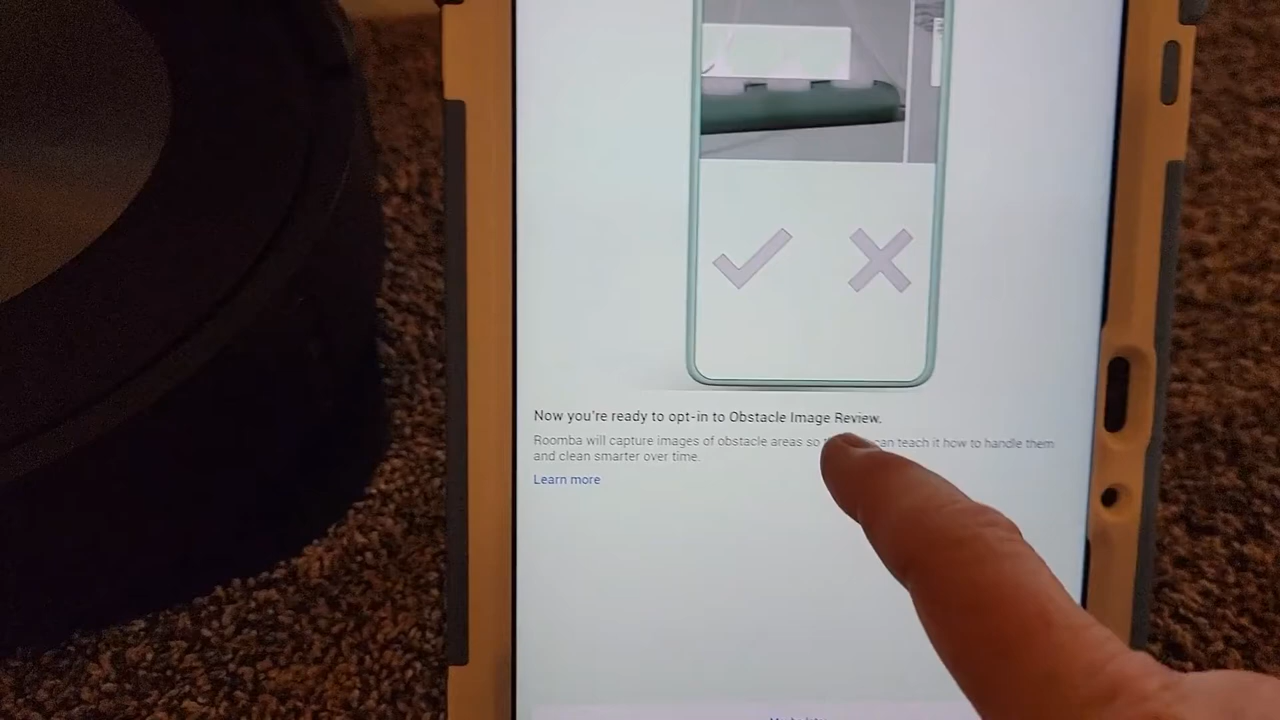 Now you're ready to opt-in to Obstacle Image Review.
Roomba will capture images of obstacle areas so can teach it how to handle them
and clean smarter over time.
Learn more